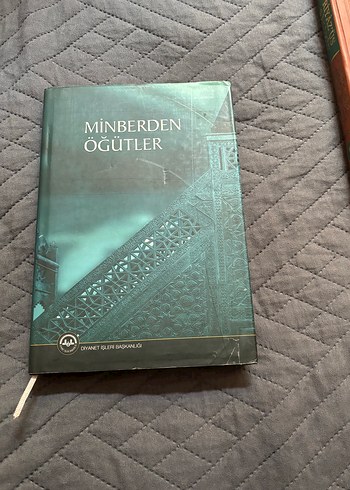 MİNBERDEN
ÖĞÜTLER
DİYANET İŞLERİ BAŞKANLIĞI